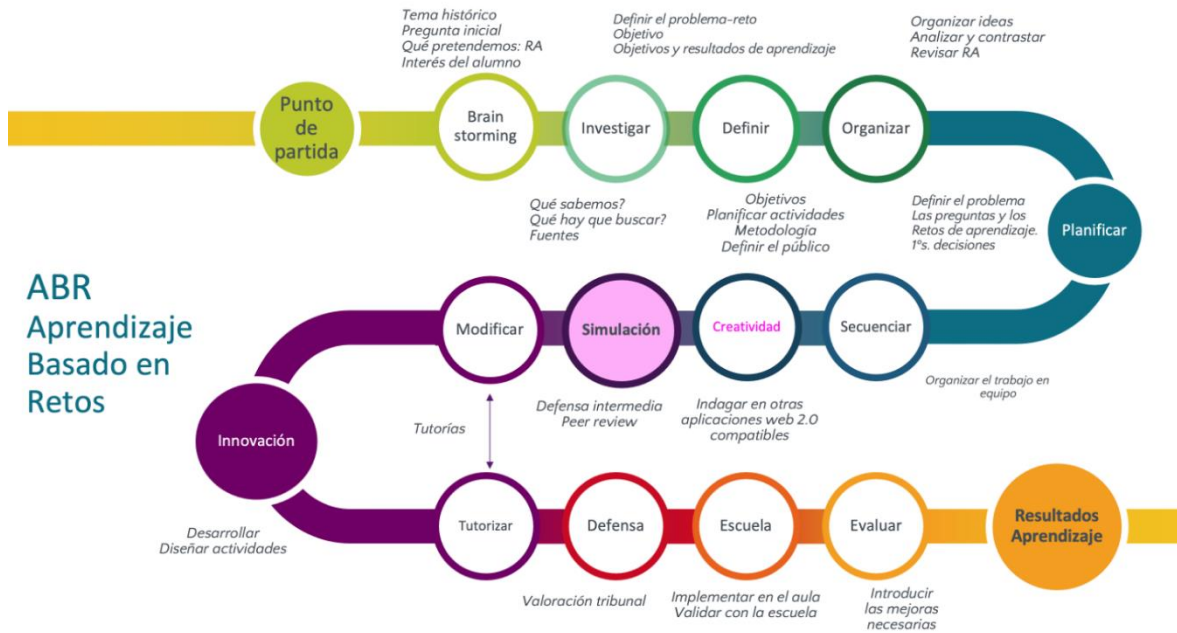 Tema histórico
Pregunta inicial
Qué pretendemos: RA
Interés del alumno
Definir el problema-reto
Objetivo
Objetivos y resultados de aprendizaje
Organizar ideas
Analizar y contrastar
Revisar RA
Punto
de
partida
Brain
storming
Investigar
Definir
Organizar
Qué sabemos?
Qué hay que buscar?
Fuentes
Objetivos
Planificar actividades
Metodología
Definir el público
Definir el problema
Las preguntas y los
Retos de aprendizaje.
1ºs. decisiones
Planificar
ABR
Aprendizaje
Basado en
Retos
Modificar
Simulación
Creatividad
Secuenciar
Organizar el trabajo en
equipo
Defensa intermedia
Peer review
Indagar en otras
aplicaciones web 2.0
compatibles
Tutorías
Innovación
Desarrollar
Diseñar actividades
Tutorizar
Defensa
Escuela
Evaluar
Resultados
Aprendizaje
Valoración tribunal
Implementar en el aula
Validar con la escuela
Introducir
las mejoras
necesarias